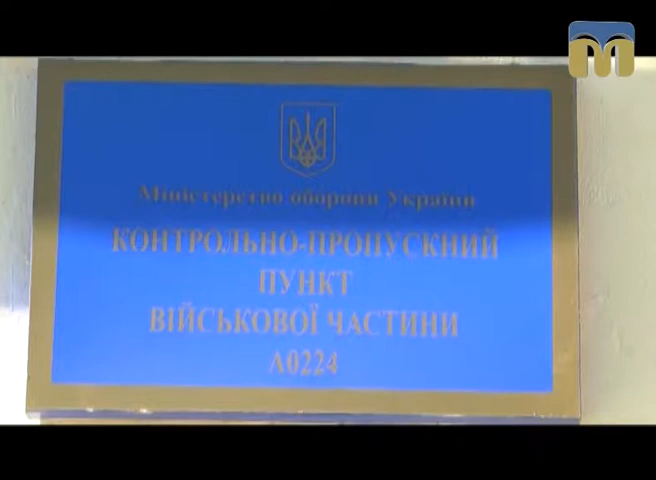 Міністерство оборони України
КОНТРОЛЬНО-ПРОПУСКНИЙ
ПУНКТ
ВІЙСЬКОВОЇ ЧАСТИНИ
А0224